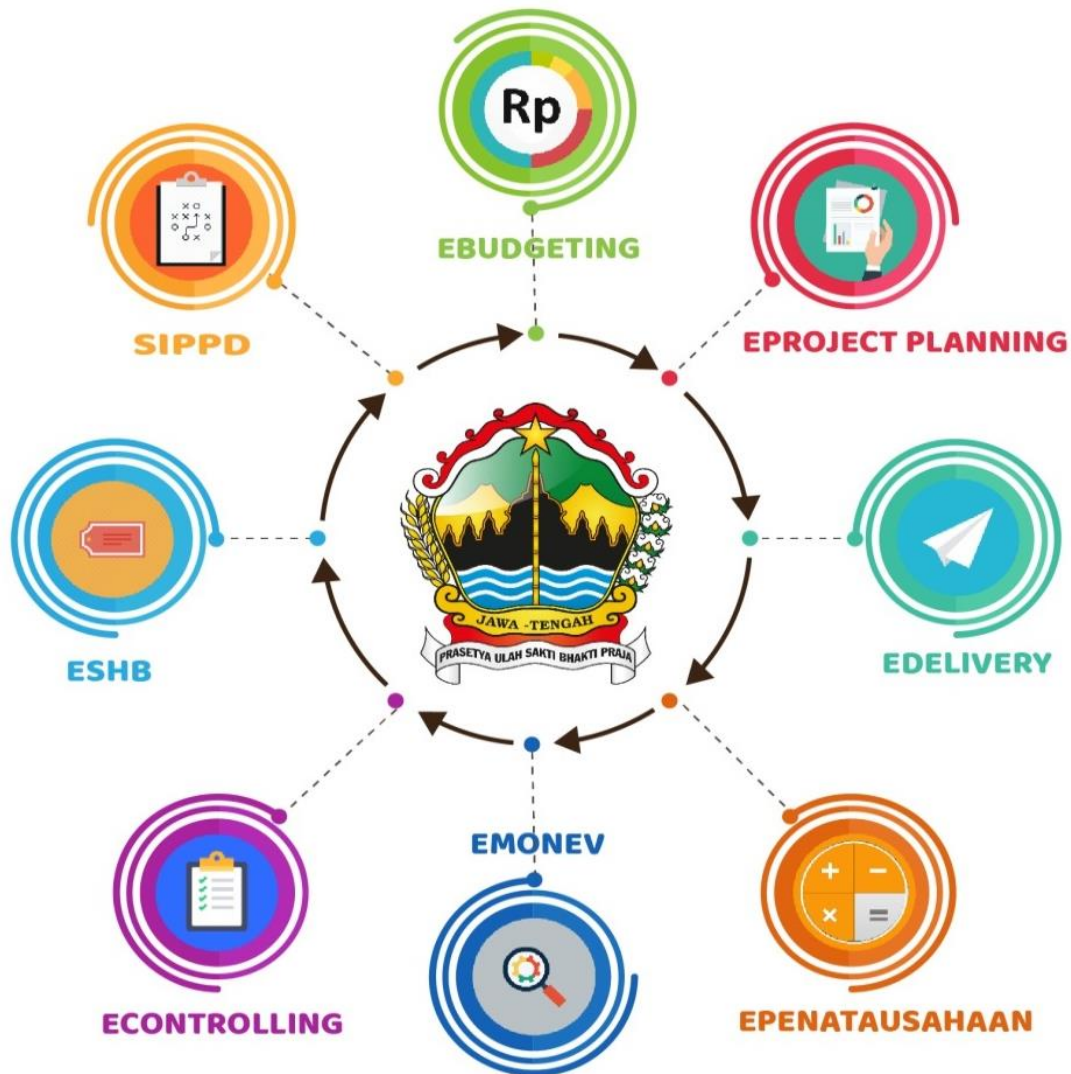 Rp
EBUDGETING
SIPPD
EPROJECT PLANNING
JAWA -TENGAH
PRASETYA ULAH SAKTI BHAKTI PRAJA
ESHB
EDELIVERY
EMONEV
ECONTROLLING
EPENATAUSAHAAN